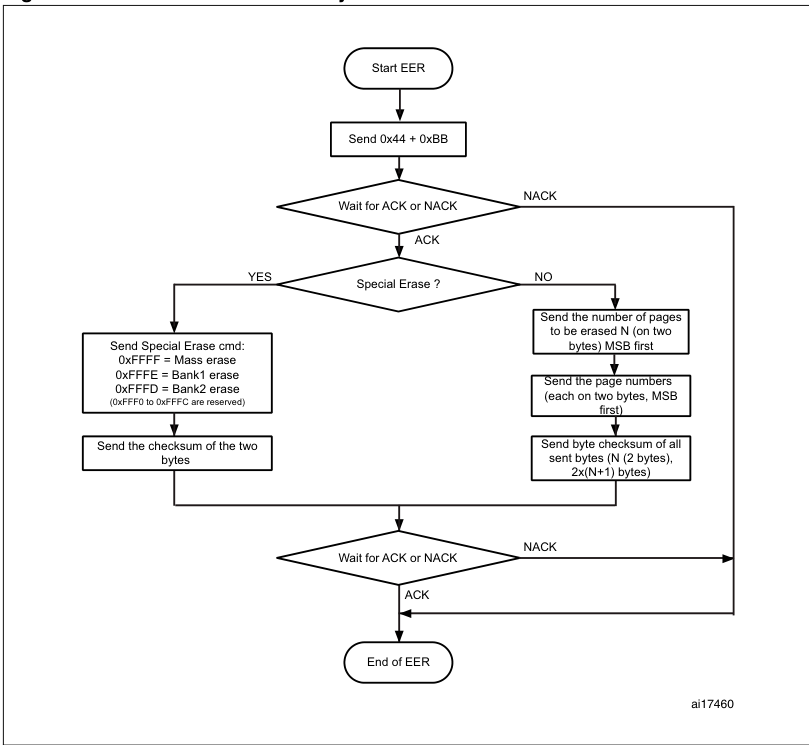 Start EER
Send 0x44 + 0xBB
Wait for ACK or NACK
NACK
ACK
Special Erase ?
YES
NO
Send Special Erase cmd:
0xFFFF = Mass erase
0xFFFE = Bank1 erase
0xFFFD = Bank2 erase
(0xFFF0 to 0xFFFC are reserved)
Send the checksum of the two
bytes
Send the number of pages
to be erased N (on two
bytes) MSB first
Send the page numbers
(each on two bytes, MSB
first)
Send byte checksum of all
sent bytes (N (2 bytes),
2x(N+1) bytes)
Wait for ACK or NACK
NACK
ACK
End of EER
ai17460